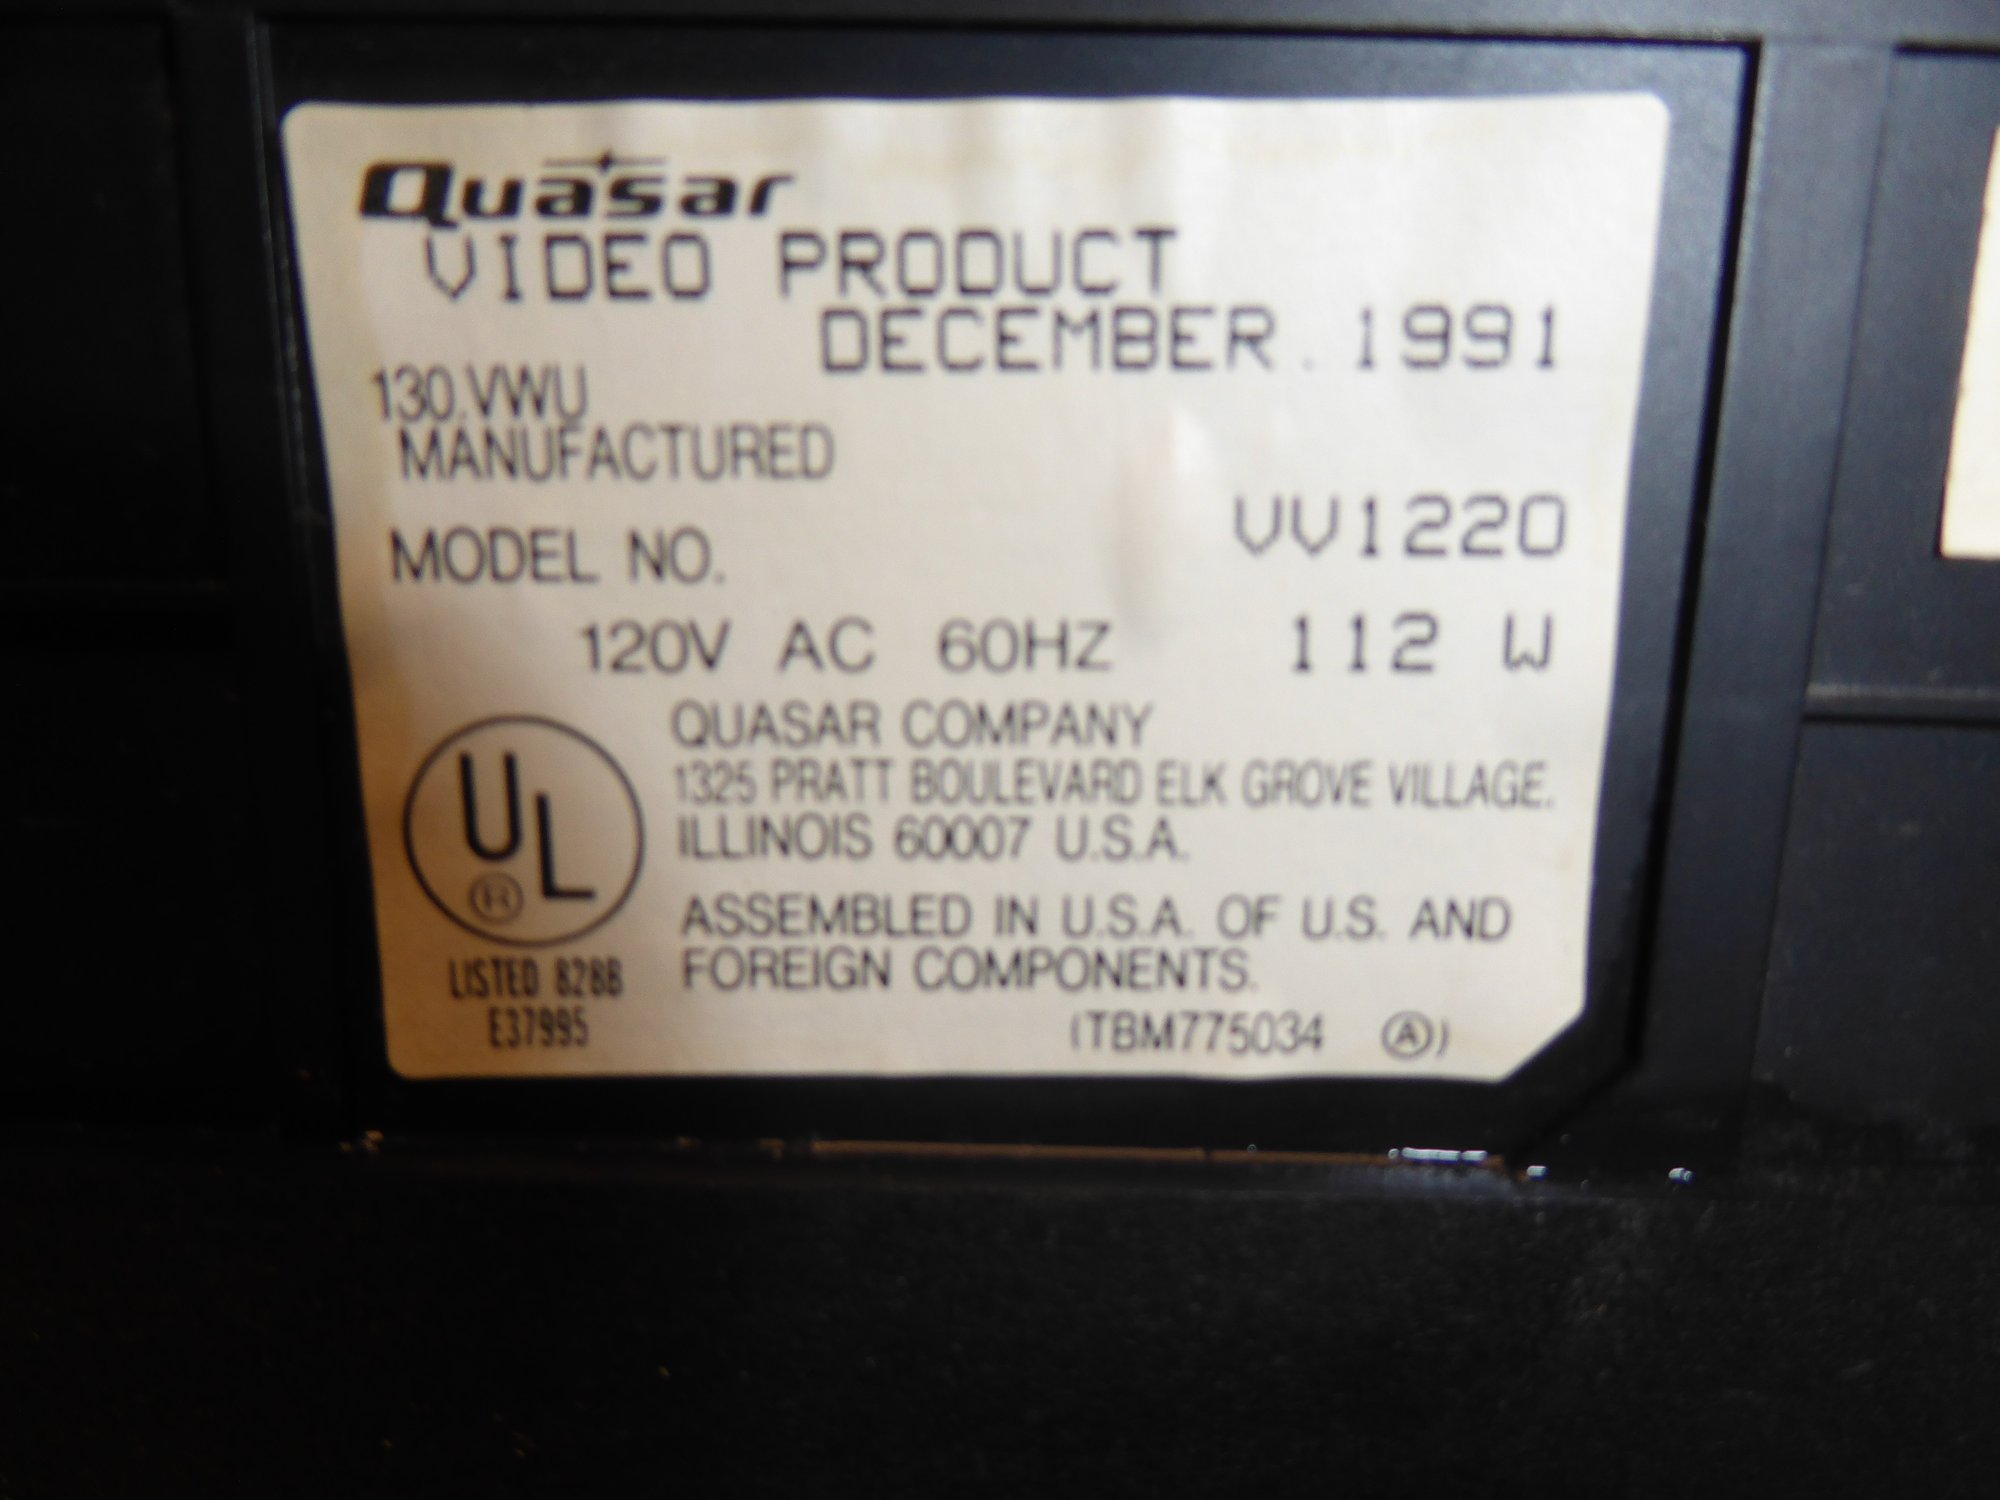 Quasar
VIDEO PRODUCT
DECEMBER. 1991
130.VWU
MANUFACTURED
MODEL NO. VV1220
120V AC 60HZ 112 W
QUASAR COMPANY
1325 PRATT BOULEVARD ELK GROVE VILLAGE.
ILLINOIS 60007 U.S.A.
UL
®
LISTED 828B
E37995
ASSEMBLED IN U.S.A. OF U.S. AND
FOREIGN COMPONENTS.
(TBM775034 Ⓐ)